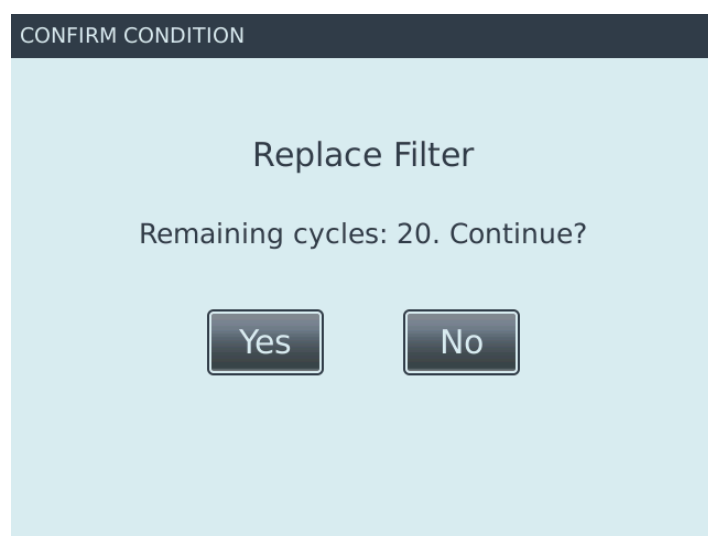 CONFIRM CONDITION
Replace Filter
Remaining cycles: 20. Continue?
Yes No